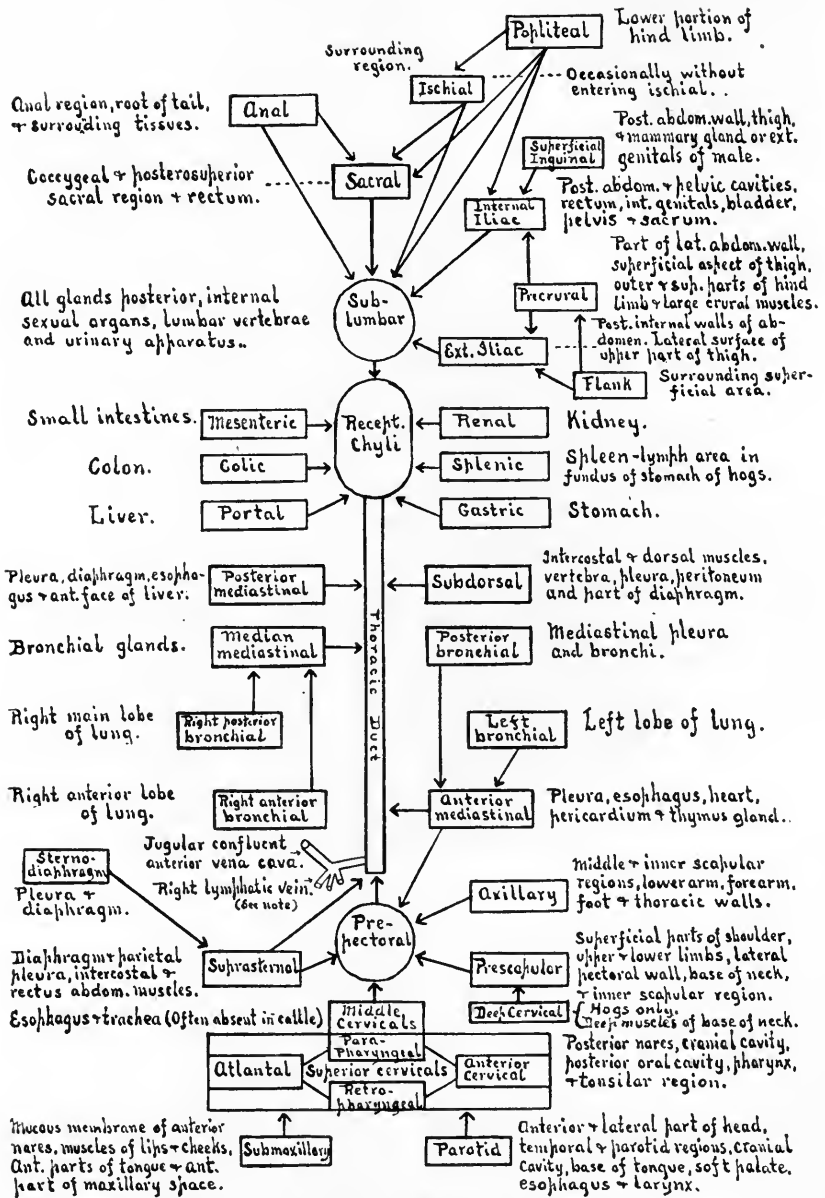 Popliteal
Lower portion of
hind limb.
Surrounding
region.
Ischial
Occasionally without
entering ischial..
Anal region, root of tail,
+ surrounding tissues.
Anal
Post. abdom. wall, thigh,
+ mammary gland or ext.
genitals of male.
Superficial
Inguinal
Coccygeal + posterosuperior
sacral region + rectum.
Sacral
Internal
Iliac
Post. abdom. + pelvic cavities,
rectum, int. genitals, bladder,
pelvis + sacrum.
Part of lat. abdom. wall,
superficial aspect of thigh,
outer + sup. parts of hind
limb + large crural muscles.
Precrural
All glands posterior, internal
sexual organs, lumbar vertebrae
and urinary apparatus..
Sub-
lumbar
Ext. Iliac
Post. internal walls of ab-
domen. Lateral surface of
upper part of thigh.
Flank
Surrounding super-
ficial area.
Small intestines.
Mesenteric
Recept.
Chyli
Renal
Kidney.
Colon.
Colic
Splenic
Spleen-lymph area in
fundus of stomach of hogs.
Liver.
Portal
Gastric
Stomach.
Pleura, diaphragm, esopha-
gus + ant. face of liver.
Posterior
mediastinal
Subdorsal
Intercostal + dorsal muscles,
vertebra, pleura, peritoneum
and part of diaphragm.
Thoracic Duct
Bronchial glands.
Median
mediastinal
Posterior
bronchial
Mediastinal pleura
and bronchi.
Right main lobe
of lung.
Right posterior
bronchial
Left
bronchial
Left lobe of lung.
Right anterior lobe
of lung.
Right anterior
bronchial
Anterior
mediastinal
Pleura, esophagus, heart,
pericardium + thymus gland..
Jugular confluent
anterior vena cava.
Right lymphatic vein.
(See note)
Sterno-
diaphragm
Pleura +
diaphragm.
Axillary
Middle + inner scapular
regions, lower arm, forearm,
foot + thoracic walls.
Pre-
pectoral
Diaphragm + parietal
pleura, intercostal +
rectus abdom. muscles.
Suprasternal
Prescapular
Superficial parts of shoulder,
upper + lower limbs, lateral
pectoral wall, base of neck,
+ inner scapular region.
Esophagus + trachea (Often absent in cattle)
Middle
Cervicals
Deep Cervical
Hogs only.
Deep muscles of base of neck.
Para-
Pharyngeal
Atlantal
Superior cervicals
Anterior
Cervical
Retro-
pharyngeal
Posterior nares, cranial cavity,
posterior oral cavity, pharynx,
+ tonsilar region.
Mucous membrane of anterior
nares, muscles of lips + cheeks,
Ant. parts of tongue + ant.
part of maxillary space.
Submaxillary
Parotid
Anterior + lateral part of head,
temporal + parotid regions, cranial
cavity, base of tongue, soft palate,
esophagus + larynx.